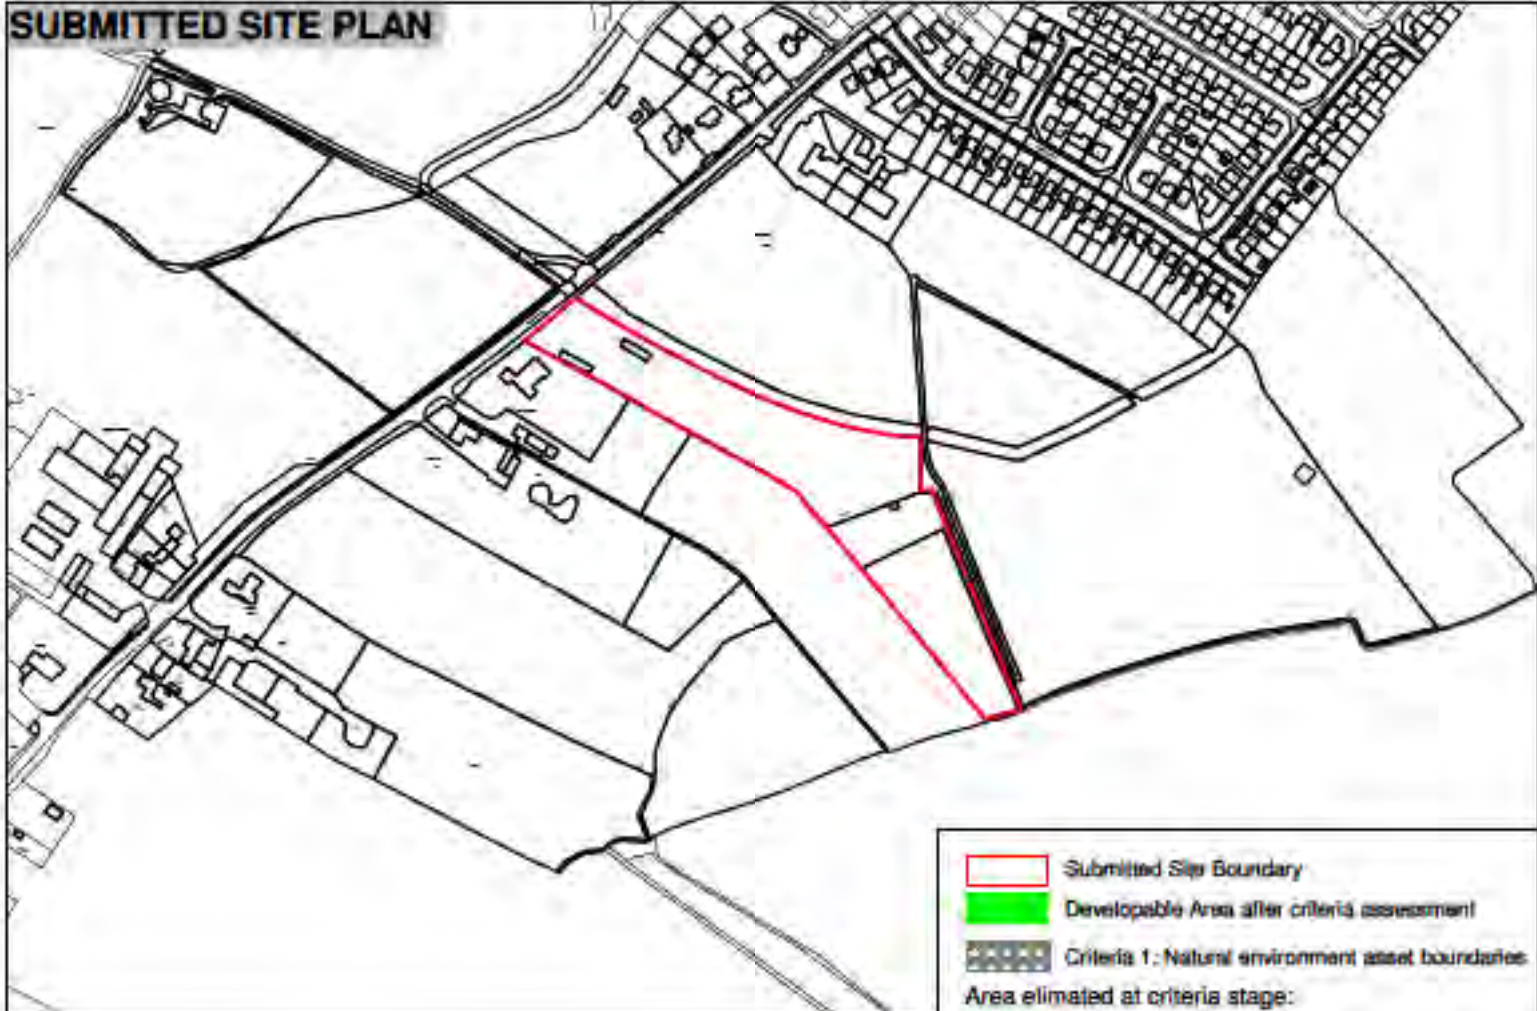 SUBMITTED SITE PLAN
Submitted Site Boundary
Developable Area after criteria assessment
Criteria 1: Natural environment asset boundaries
Area elimated at criteria stage: